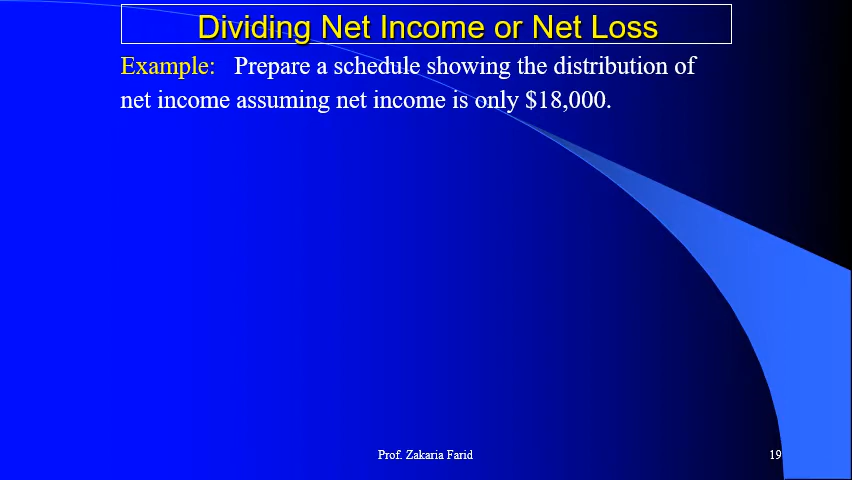 Dividing Net Income or Net Loss
Example: Prepare a schedule showing the distribution of
net income assuming net income is only $18,000.
Prof. Zakaria Farid
19